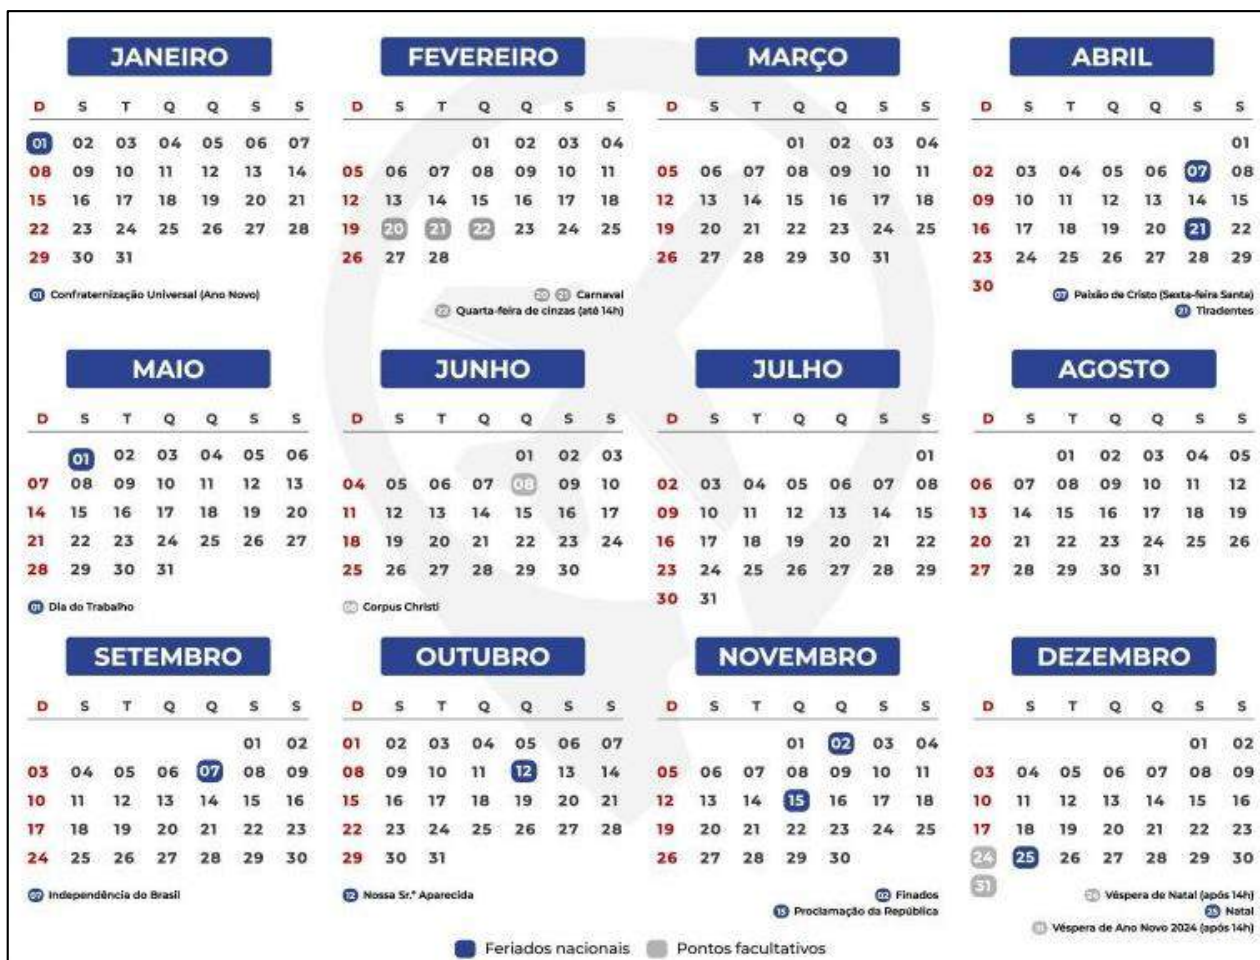 JANEIRO
D S T Q Q S S
01 02 03 04 05 06 07
08 09 10 11 12 13 14
15 16 17 18 19 20 21
22 23 24 25 26 27 28
29 30 31
01 Confraternização Universal (Ano Novo)
FEVEREIRO
D S T Q Q S S
01 02 03 04
05 06 07 08 09 10 11
12 13 14 15 16 17 18
19 20 21 22 23 24 25
26 27 28
20 21 Carnaval
22 Quarta-feira de cinzas (até 14h)
MARÇO
D S T Q Q S S
01 02 03 04
05 06 07 08 09 10 11
12 13 14 15 16 17 18
19 20 21 22 23 24 25
26 27 28 29 30 31
ABRIL
D S T Q Q S S
01
02 03 04 05 06 07 08
09 10 11 12 13 14 15
16 17 18 19 20 21 22
23 24 25 26 27 28 29
30
07 Paixão de Cristo (Sexta-feira Santa)
21 Tiradentes
MAIO
D S T Q Q S S
01 02 03 04 05 06
07 08 09 10 11 12 13
14 15 16 17 18 19 20
21 22 23 24 25 26 27
28 29 30 31
01 Dia do Trabalho
JUNHO
D S T Q Q S S
01 02 03
04 05 06 07 08 09 10
11 12 13 14 15 16 17
18 19 20 21 22 23 24
25 26 27 28 29 30
08 Corpus Christi
JULHO
D S T Q Q S S
01
02 03 04 05 06 07 08
09 10 11 12 13 14 15
16 17 18 19 20 21 22
23 24 25 26 27 28 29
30 31
AGOSTO
D S T Q Q S S
01 02 03 04 05
06 07 08 09 10 11 12
13 14 15 16 17 18 19
20 21 22 23 24 25 26
27 28 29 30 31
SETEMBRO
D S T Q Q S S
01 02
03 04 05 06 07 08 09
10 11 12 13 14 15 16
17 18 19 20 21 22 23
24 25 26 27 28 29 30
07 Independência do Brasil
OUTUBRO
D S T Q Q S S
01 02 03 04 05 06 07
08 09 10 11 12 13 14
15 16 17 18 19 20 21
22 23 24 25 26 27 28
29 30 31
12 Nossa Sr.ª Aparecida
NOVEMBRO
D S T Q Q S S
01 02 03 04
05 06 07 08 09 10 11
12 13 14 15 16 17 18
19 20 21 22 23 24 25
26 27 28 29 30
02 Finados
15 Proclamação da República
DEZEMBRO
D S T Q Q S S
01 02
03 04 05 06 07 08 09
10 11 12 13 14 15 16
17 18 19 20 21 22 23
24 25 26 27 28 29 30
31
24 Véspera de Natal (após 14h)
25 Natal
31 Véspera de Ano Novo 2024 (após 14h)
Feriados nacionais Pontos facultativos